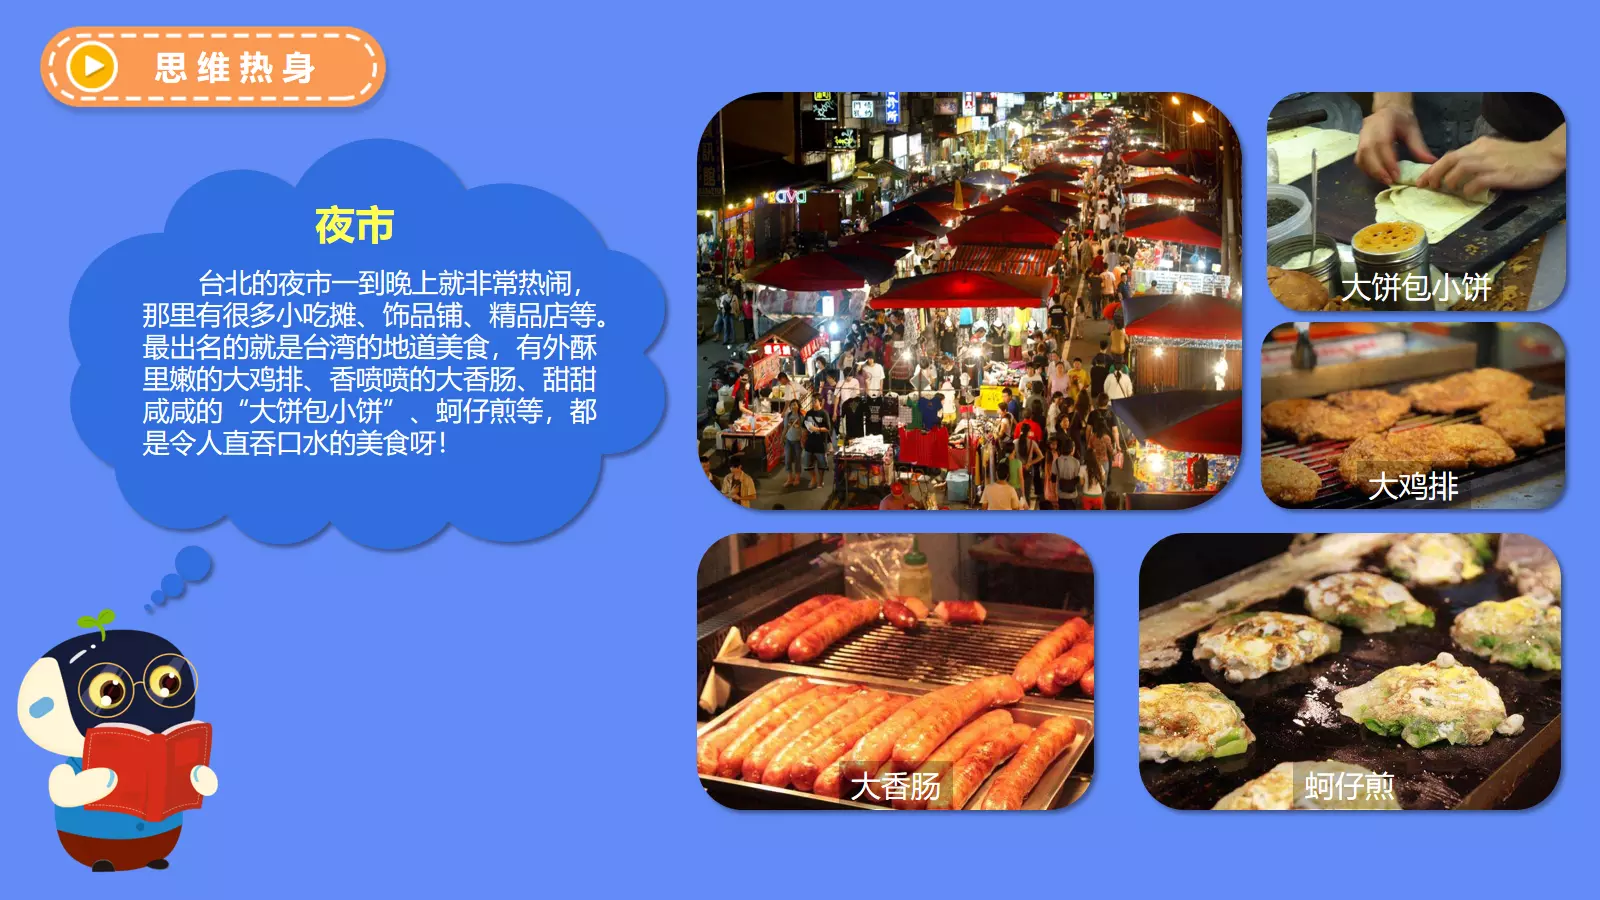 思维热身
夜市
台北的夜市一到晚上就非常热闹，
那里有很多小吃摊、饰品铺、精品店等。
最出名的就是台湾的地道美食，有外酥
里嫩的大鸡排、香喷喷的大香肠、甜甜
咸咸的“大饼包小饼”、蚵仔煎等，都
是令人直吞口水的美食呀！
大饼包小饼
大鸡排
大香肠
蚵仔煎